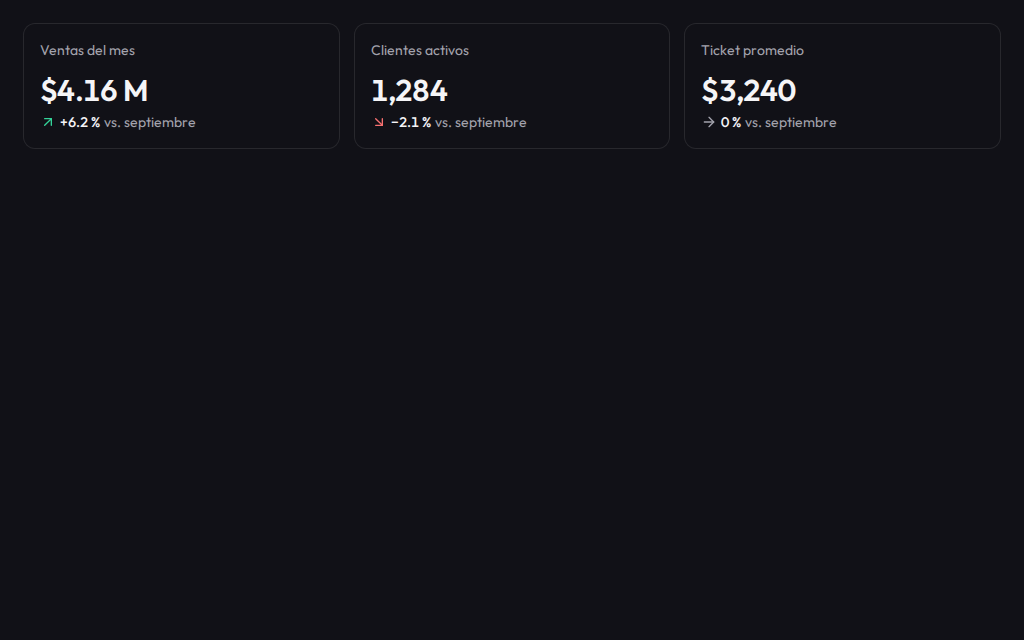 Ventas del mes
$4.16 M
+6.2 % vs. septiembre
Clientes activos
1,284
−2.1 % vs. septiembre
Ticket promedio
$3,240
0 % vs. septiembre